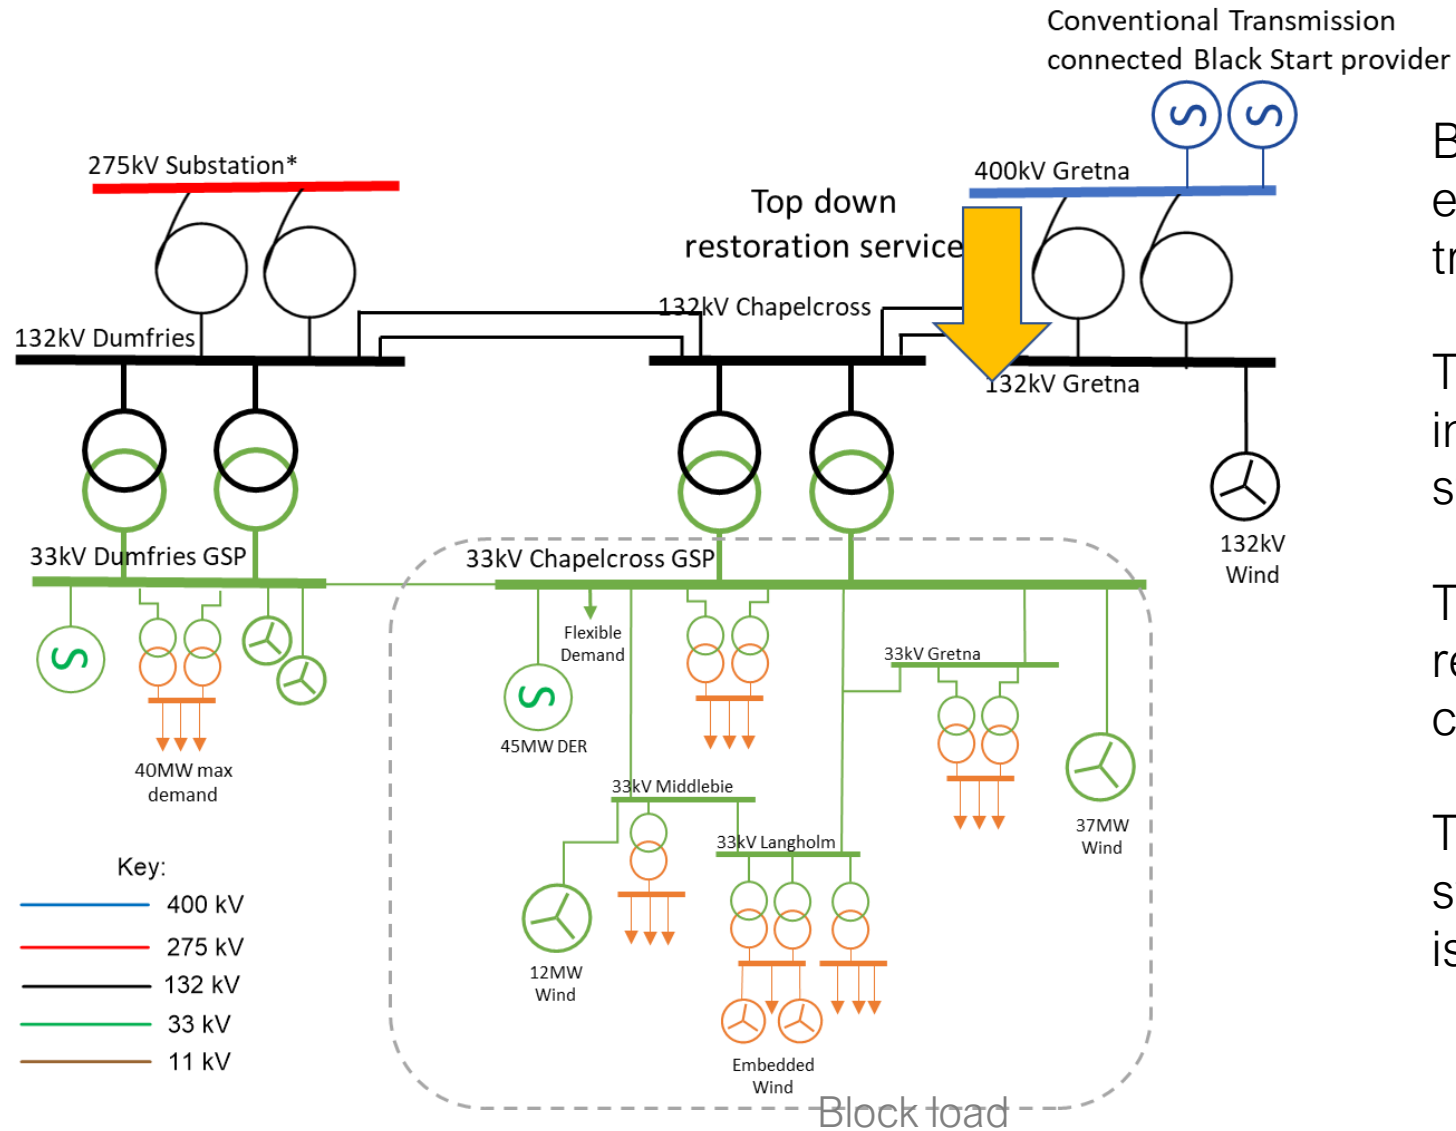 Conventional Transmission
connected Black Start provider
275kV Substation*
400kV Gretna
Top down
restoration service
132kV Chapelcross
132kV Dumfries
132kV Gretna
132kV
Wind
33kV Dumfries GSP
33kV Chapelcross GSP
S
S
S
S
Flexible
Demand
33kV Gretna
45MW DER
40MW max
demand
33kV Middlebie
33kV Langholm
37MW
Wind
12MW
Wind
Embedded
Wind
Block load
Key:
400 kV
275 kV
132 kV
33 kV
11 kV